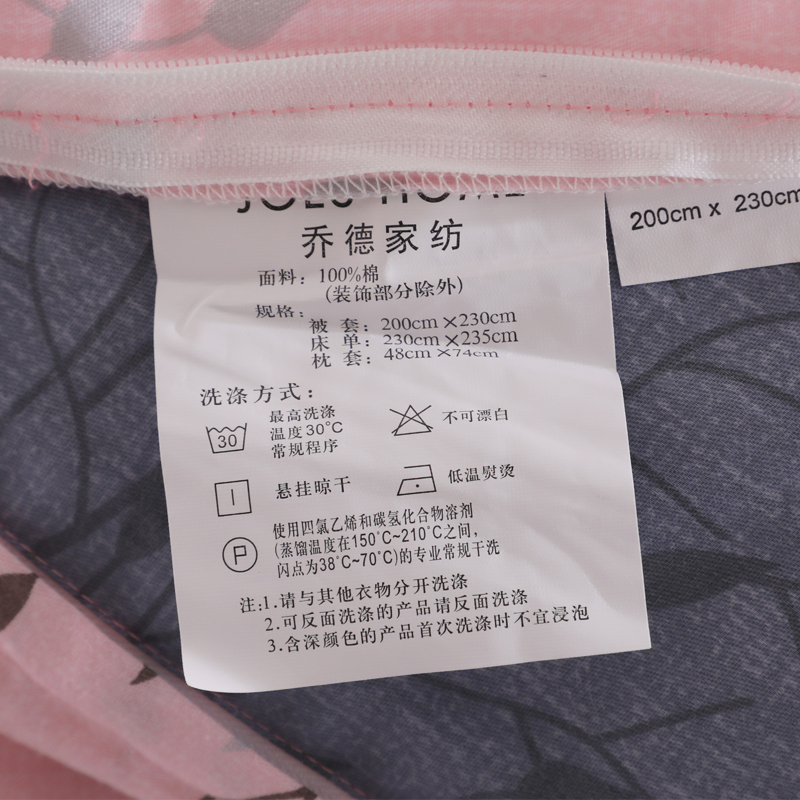 HOME
乔德家纺
200cm x 230cm
面料：100%棉
(装饰部分除外)
规格：
被 套：200cm×230cm
床 单：230cm×235cm
枕 套：48cm×74cm
洗涤方式：
30
最高洗涤
温度30°C
常规程序
不可漂白
悬挂晾干
低温熨烫
P
使用四氯乙烯和碳氢化合物溶剂
(蒸馏温度在150°C~210°C之间，
闪点为38°C~70°C)的专业常规干洗
注:1.请与其他衣物分开洗涤
2.可反面洗涤的产品请反面洗涤
3.含深颜色的产品首次洗涤时不宜浸泡